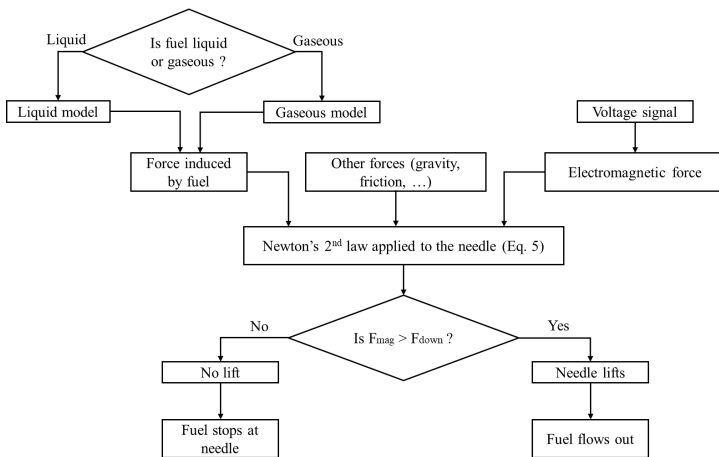 Liquid
Is fuel liquid
or gaseous ?
Gaseous
Liquid model
Gaseous model
Voltage signal
Force induced
by fuel
Other forces (gravity,
friction, …)
Electromagnetic force
Newton's 2nd law applied to the needle (Eq. 5)
No
Is Fmag > Fdown ?
Yes
No lift
Needle lifts
Fuel stops at
needle
Fuel flows out